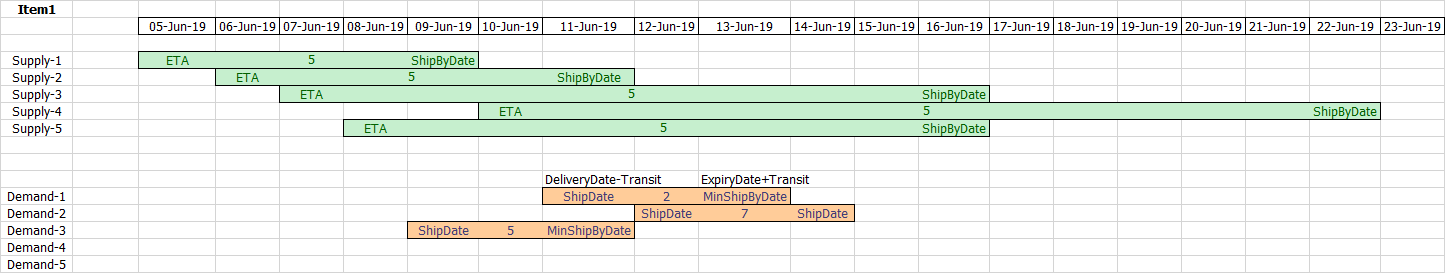 Item1
05-Jun-19 06-Jun-19 07-Jun-19 08-Jun-19 09-Jun-19 10-Jun-19 11-Jun-19 12-Jun-19 13-Jun-19 14-Jun-19 15-Jun-19 16-Jun-19 17-Jun-19 18-Jun-19 19-Jun-19 20-Jun-19 21-Jun-19 22-Jun-19 23-Jun-19
Supply-1 ETA 5 ShipByDate
Supply-2 ETA 5 ShipByDate
Supply-3 ETA 5 ShipByDate
Supply-4 ETA 5 ShipByDate
Supply-5 ETA 5 ShipByDate
DeliveryDate-Transit ExpiryDate+Transit
Demand-1 ShipDate 2 MinShipByDate
Demand-2 ShipDate 7 ShipDate
Demand-3 ShipDate 5 MinShipByDate
Demand-4
Demand-5